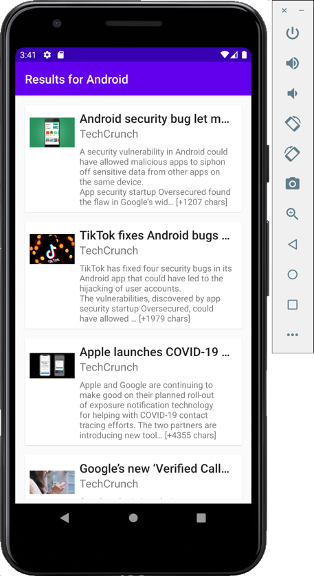 3:41
Results for Android
Android security bug let m...
TechCrunch
A security vulnerability in Android could
have allowed malicious apps to siphon
off sensitive data from other apps on
the same device.
App security startup Oversecured found
the flaw in Google's wid... [+1207 chars]
TikTok fixes Android bugs ...
TechCrunch
TikTok has fixed four security bugs in its
Android app that could have led to the
hijacking of user accounts.
The vulnerabilities, discovered by app
security startup Oversecured, could
have allowed ... [+1979 chars]
Apple launches COVID-19 ...
TechCrunch
Apple and Google are continuing to
make good on their planned roll-out
of exposure notification technology
for helping with COVID-19 contact
tracing efforts. The two partners are
introducing new tool... [+4355 chars]
Google's new 'Verified Call...
TechCrunch